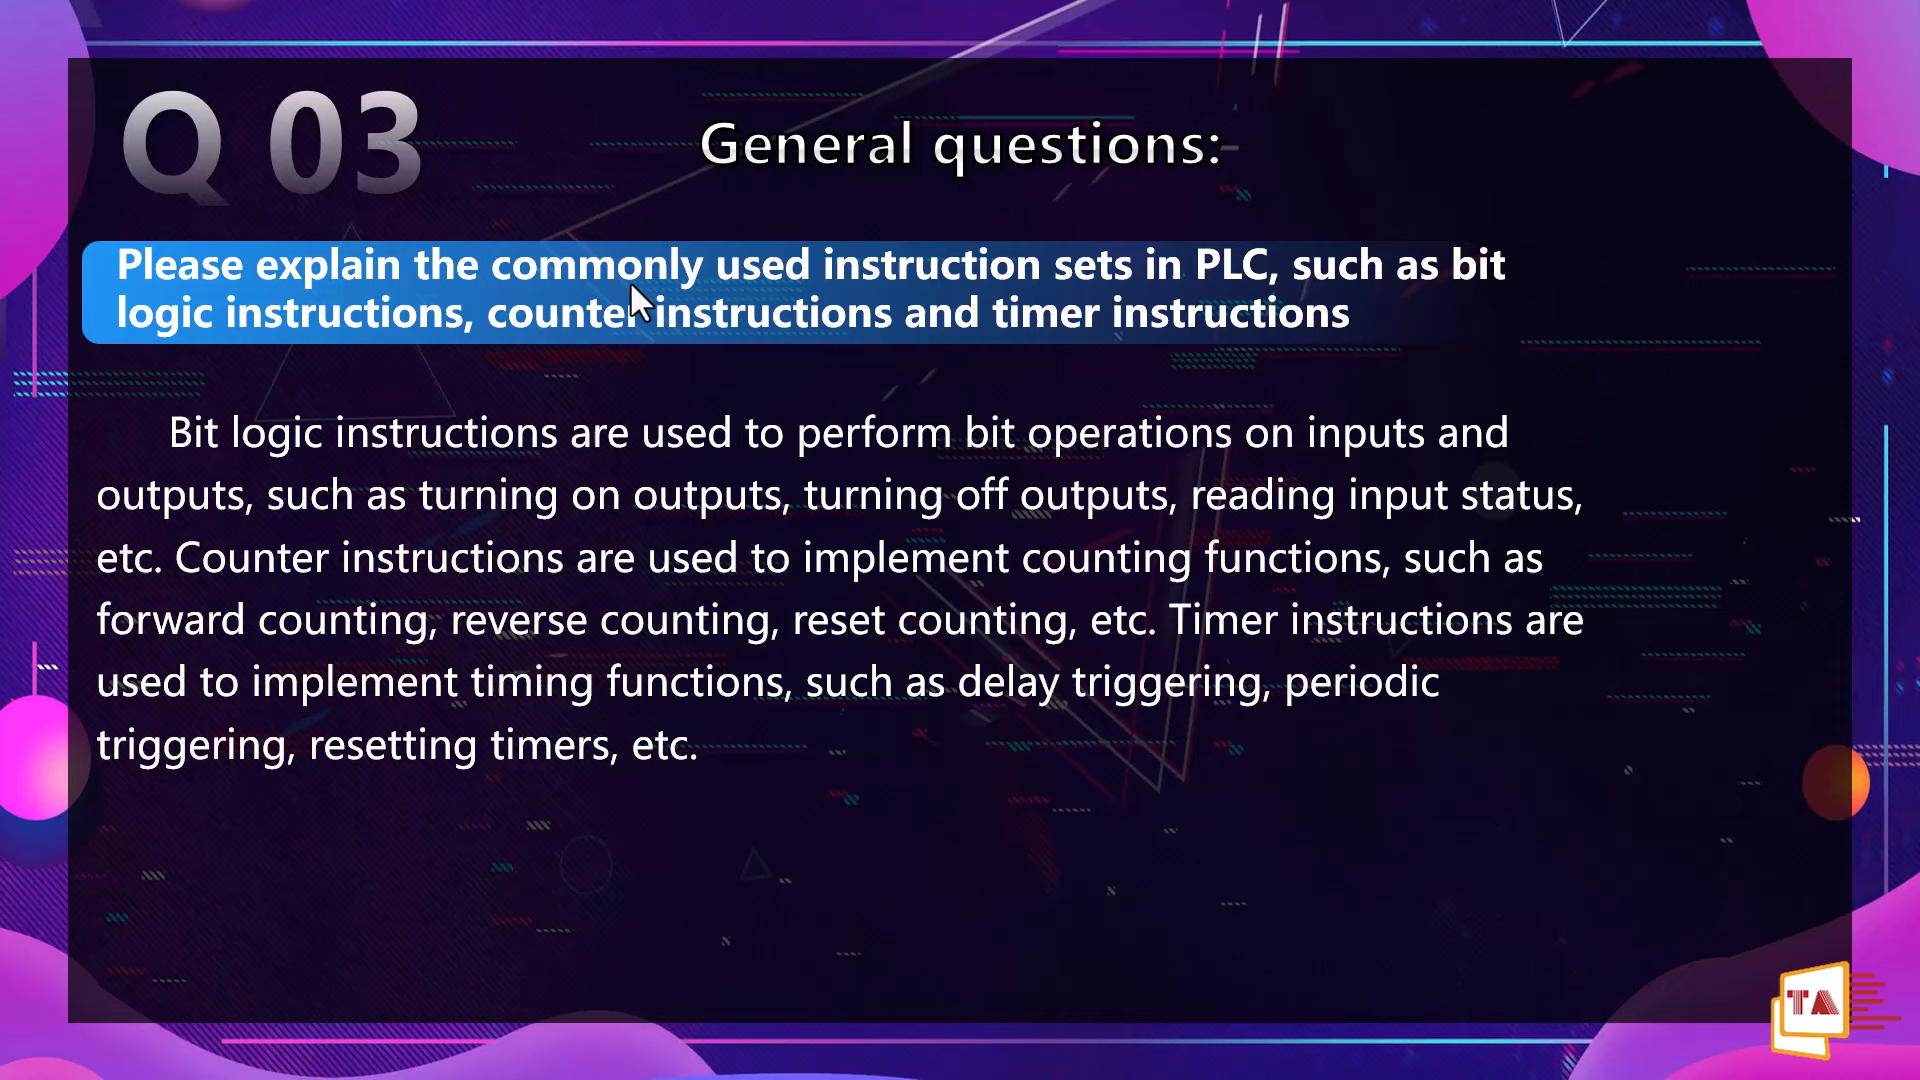 Q 03
General questions:-
Please explain the commonly used instruction sets in PLC, such as bit
logic instructions, counter instructions and timer instructions
Bit logic instructions are used to perform bit operations on inputs and
outputs, such as turning on outputs, turning off outputs, reading input status,
etc. Counter instructions are used to implement counting functions, such as
forward counting, reverse counting, reset counting, etc. Timer instructions are
used to implement timing functions, such as delay triggering, periodic
triggering, resetting timers, etc.
TA